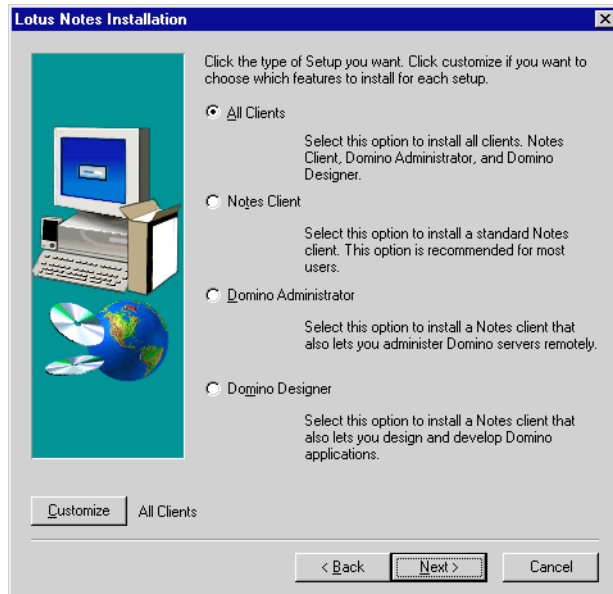 Lotus Notes Installation
Click the type of Setup you want. Click customize if you want to
choose which features to install for each setup.
All Clients
Select this option to install all clients. Notes
Client, Domino Administrator, and Domino
Designer.
Notes Client
Select this option to install a standard Notes
client. This option is recommended for most
users.
Domino Administrator
Select this option to install a Notes client that
also lets you administer Domino servers remotely.
Domino Designer
Select this option to install a Notes client that
also lets you design and develop Domino
applications.
Customize All Clients
< Back Next > Cancel